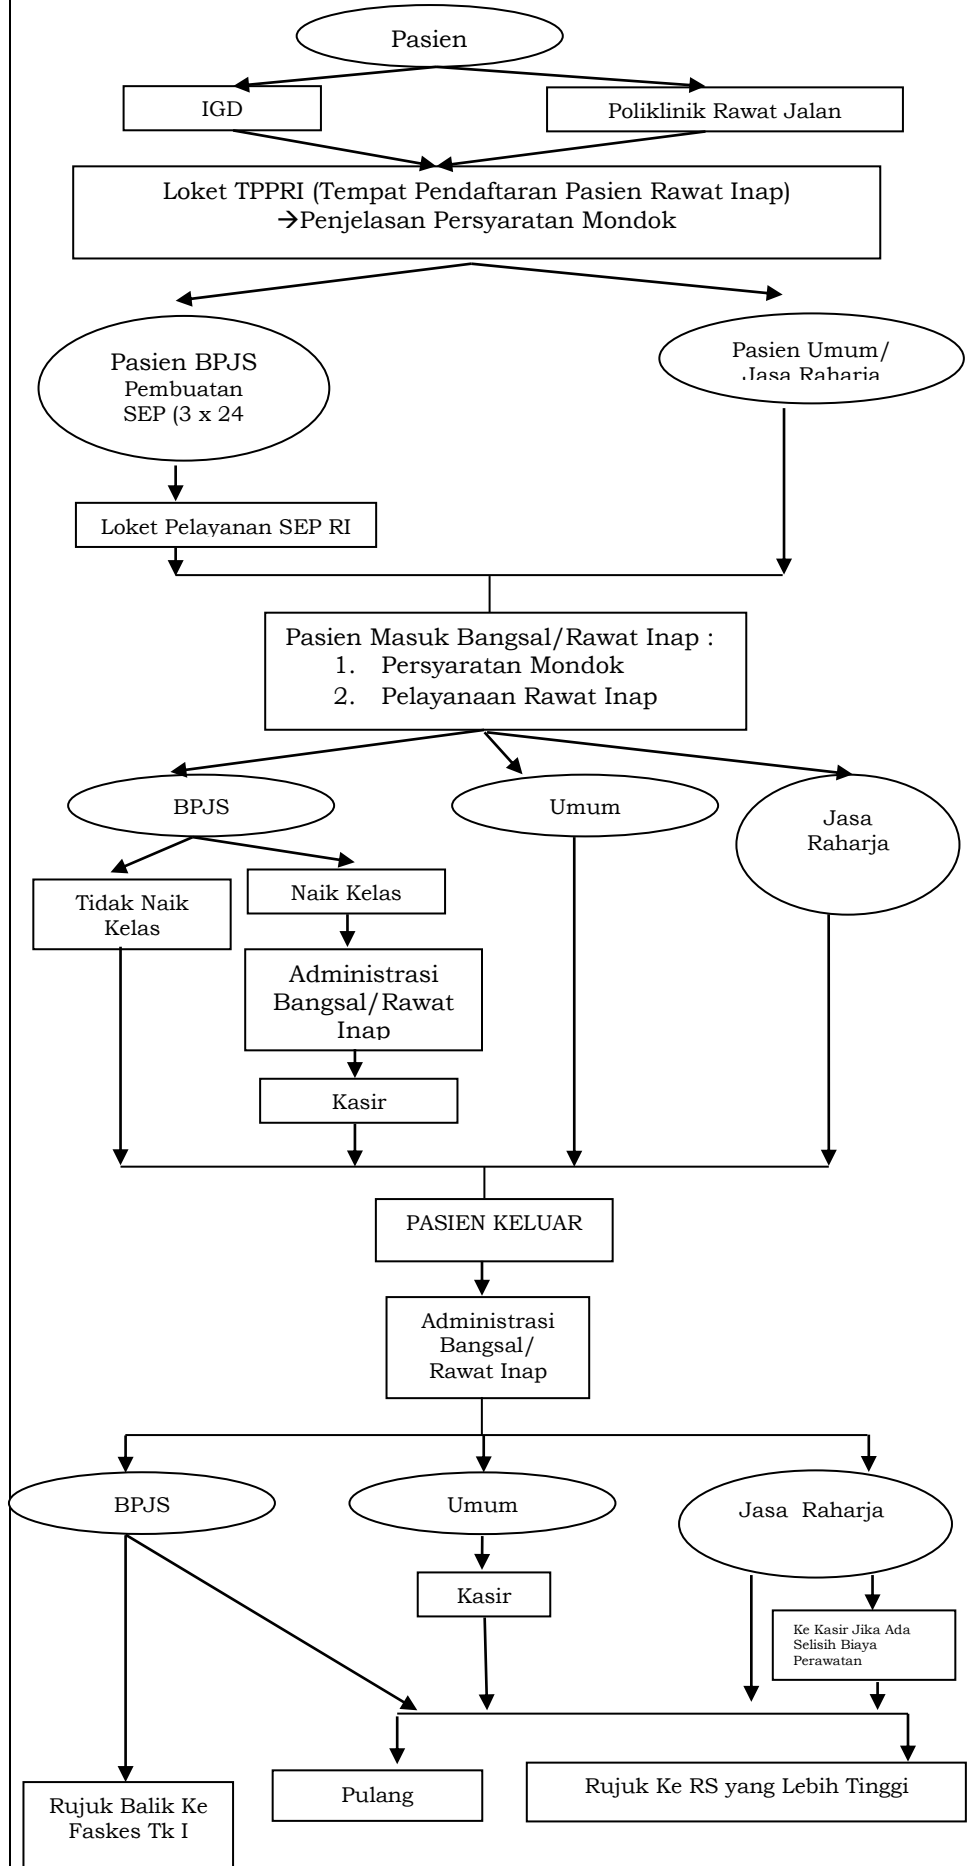 Pasien
IGD
Poliklinik Rawat Jalan
Loket TPPRI (Tempat Pendaftaran Pasien Rawat Inap)
→Penjelasan Persyaratan Mondok
Pasien BPJS
Pembuatan
SEP (3 x 24
Pasien Umum/
Jasa Raharja
Loket Pelayanan SEP RI
Pasien Masuk Bangsal/Rawat Inap :
1. Persyaratan Mondok
2. Pelayanaan Rawat Inap
BPJS
Umum
Jasa
Raharja
Tidak Naik
Kelas
Naik Kelas
Administrasi
Bangsal/Rawat
Inap
Kasir
PASIEN KELUAR
Administrasi
Bangsal/
Rawat Inap
BPJS
Umum
Jasa Raharja
Kasir
Ke Kasir Jika Ada
Selisih Biaya
Perawatan
Pulang
Rujuk Ke RS yang Lebih Tinggi
Rujuk Balik Ke
Faskes Tk I